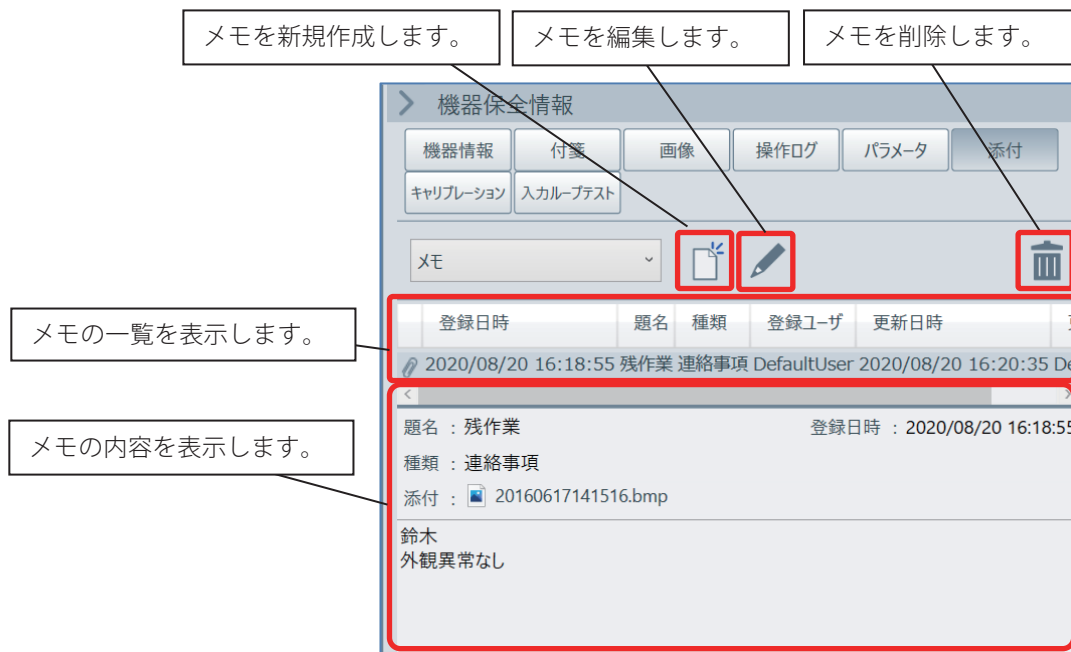 メモを新規作成します。
メモを編集します。
メモを削除します。
機器保全情報
機器情報 付箋 画像 操作ログ パラメータ 添付
キャリブレーション 入力ループテスト
メモ
メモの一覧を表示します。
登録日時 題名 種類 登録ユーザ 更新日時
2020/08/20 16:18:55 残作業 連絡事項 DefaultUser 2020/08/20 16:20:35 De
メモの内容を表示します。
題名 : 残作業 登録日時 : 2020/08/20 16:18:55
種類 : 連絡事項
添付 : 20160617141516.bmp
鈴木
外観異常なし